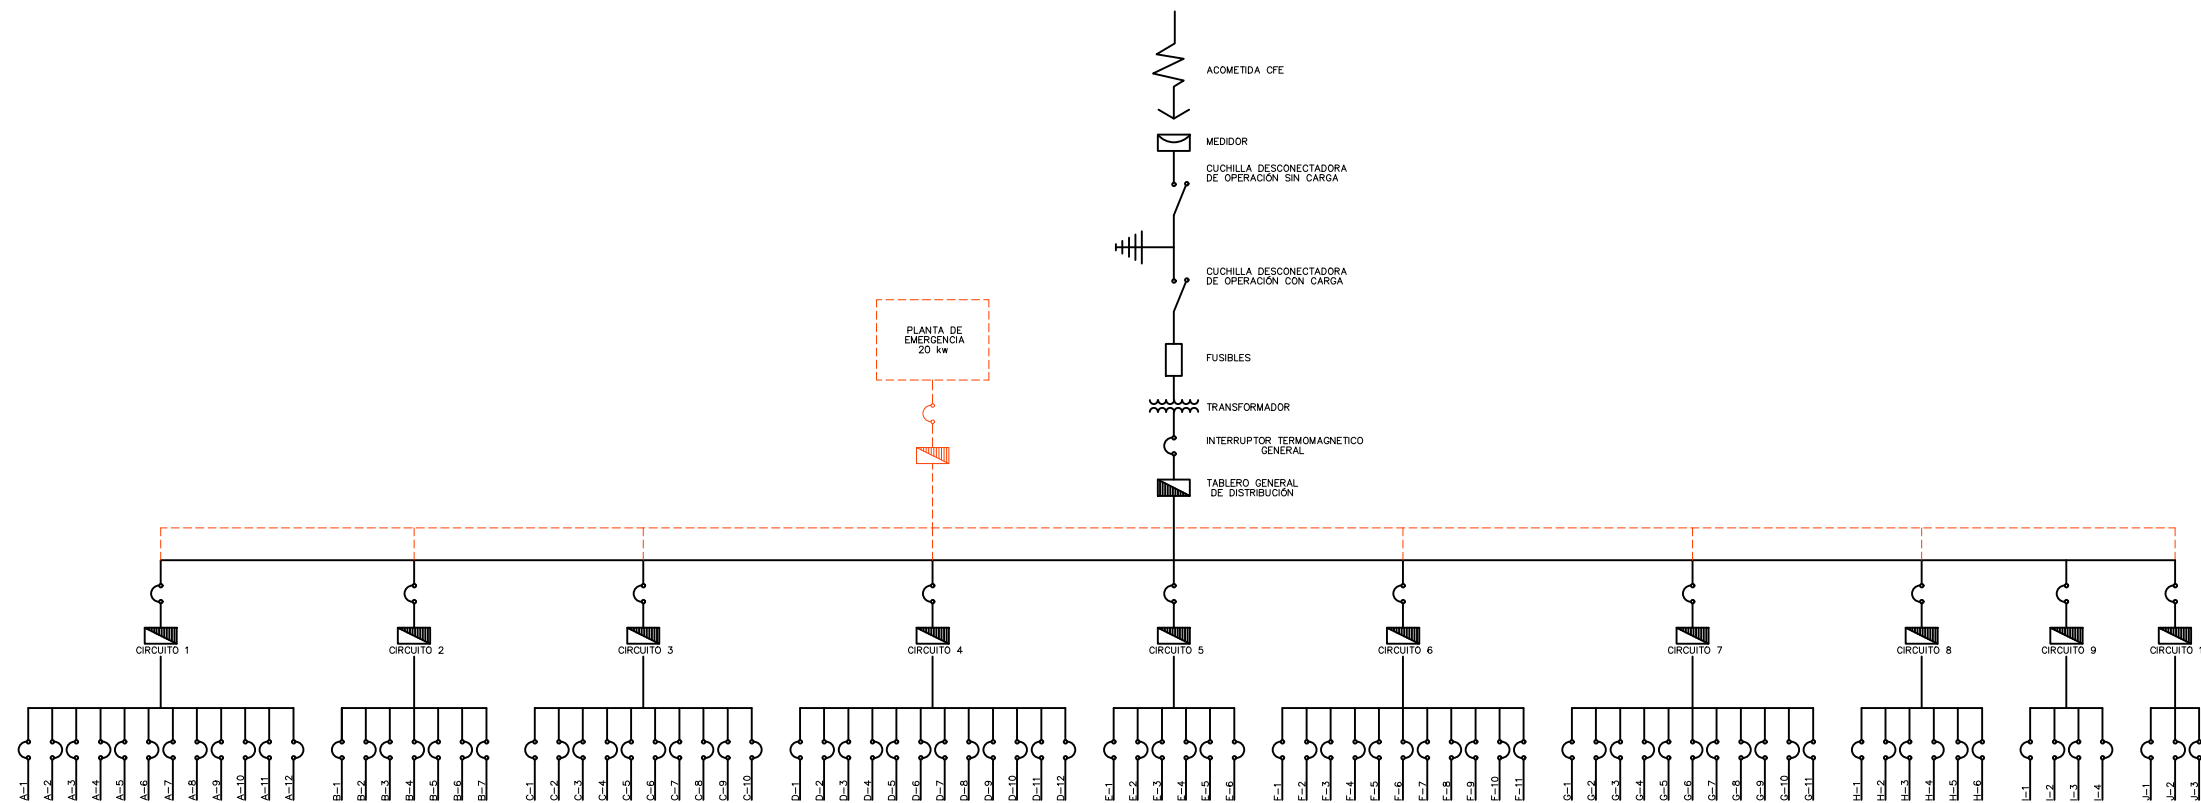 ACOMETIDA CFE
MEDIDOR
CUCHILLA DESCONECTADORA
DE OPERACIÓN SIN CARGA
CUCHILLA DESCONECTADORA
DE OPERACIÓN CON CARGA
PLANTA DE
EMERGENCIA
20 kw
FUSIBLES
TRANSFORMADOR
INTERRUPTOR TERMOMAGNETICO
GENERAL
TABLERO GENERAL
DE DISTRIBUCIÓN
CIRCUITO 1
CIRCUITO 2
CIRCUITO 3
CIRCUITO 4
CIRCUITO 5
CIRCUITO 6
CIRCUITO 7
CIRCUITO 8
CIRCUITO 9
CIRCUITO 1
A-1
A-2
A-3
A-4
A-5
A-6
A-7
A-8
A-9
A-10
A-11
A-12
B-1
B-2
B-3
B-4
B-5
B-6
B-7
C-1
C-2
C-3
C-4
C-5
C-6
C-7
C-8
C-9
C-10
D-1
D-2
D-3
D-4
D-5
D-6
D-7
D-8
D-9
D-10
D-11
D-12
E-1
E-2
E-3
E-4
E-5
E-6
F-1
F-2
F-3
F-4
F-5
F-6
F-7
F-8
F-9
F-10
F-11
G-1
G-2
G-3
G-4
G-5
G-6
G-7
G-8
G-9
G-10
G-11
H-1
H-2
H-3
H-4
H-5
H-6
I-1
I-2
I-3
I-4
J-1
J-2
J-3